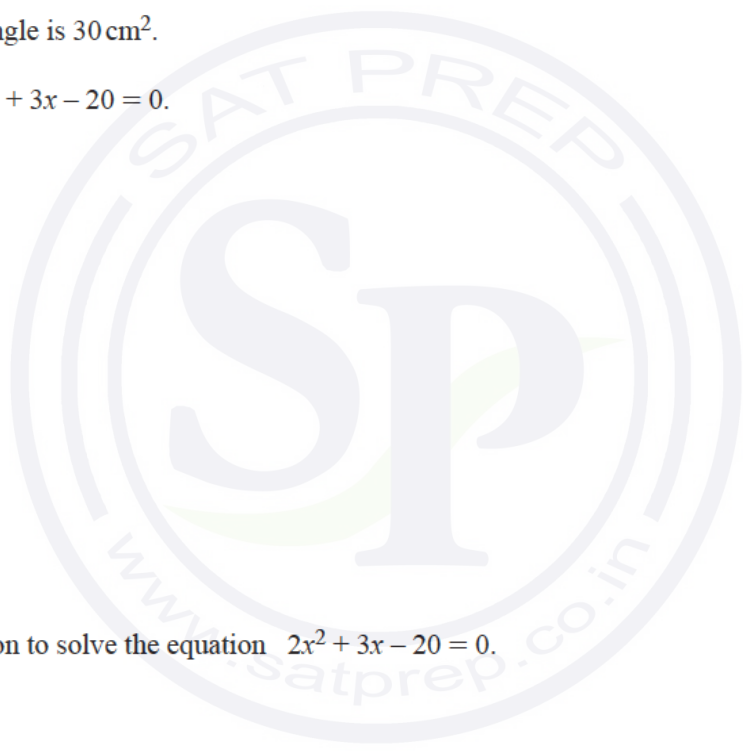 ngle is 30 cm².
+ 3x – 20 = 0.
SAT PREP
SP
on to solve the equation 2x² + 3x – 20 = 0.
www.satprep.co.in